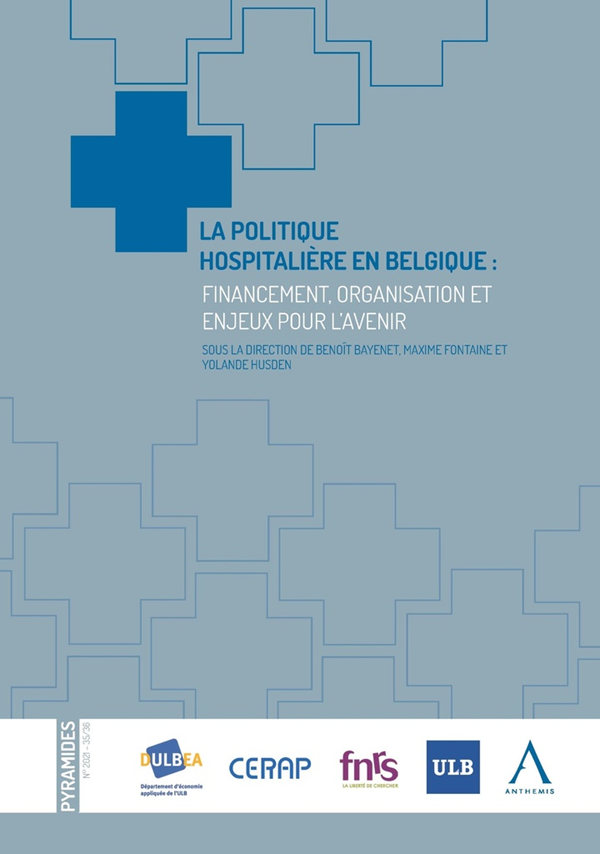 LA POLITIQUE
HOSPITALIÈRE EN BELGIQUE :
FINANCEMENT, ORGANISATION ET
ENJEUX POUR L'AVENIR
SOUS LA DIRECTION DE BENOÎT BAYENET, MAXIME FONTAINE ET
YOLANDE HUSDEN
PYRAMIDES
N° 2021 - 35/36
DULBEA
Département d'économie
appliquée de l'ULB
CERAP
fnrs
LA LIBERTÉ DE CHERCHER
ULB
ANTHEMIS